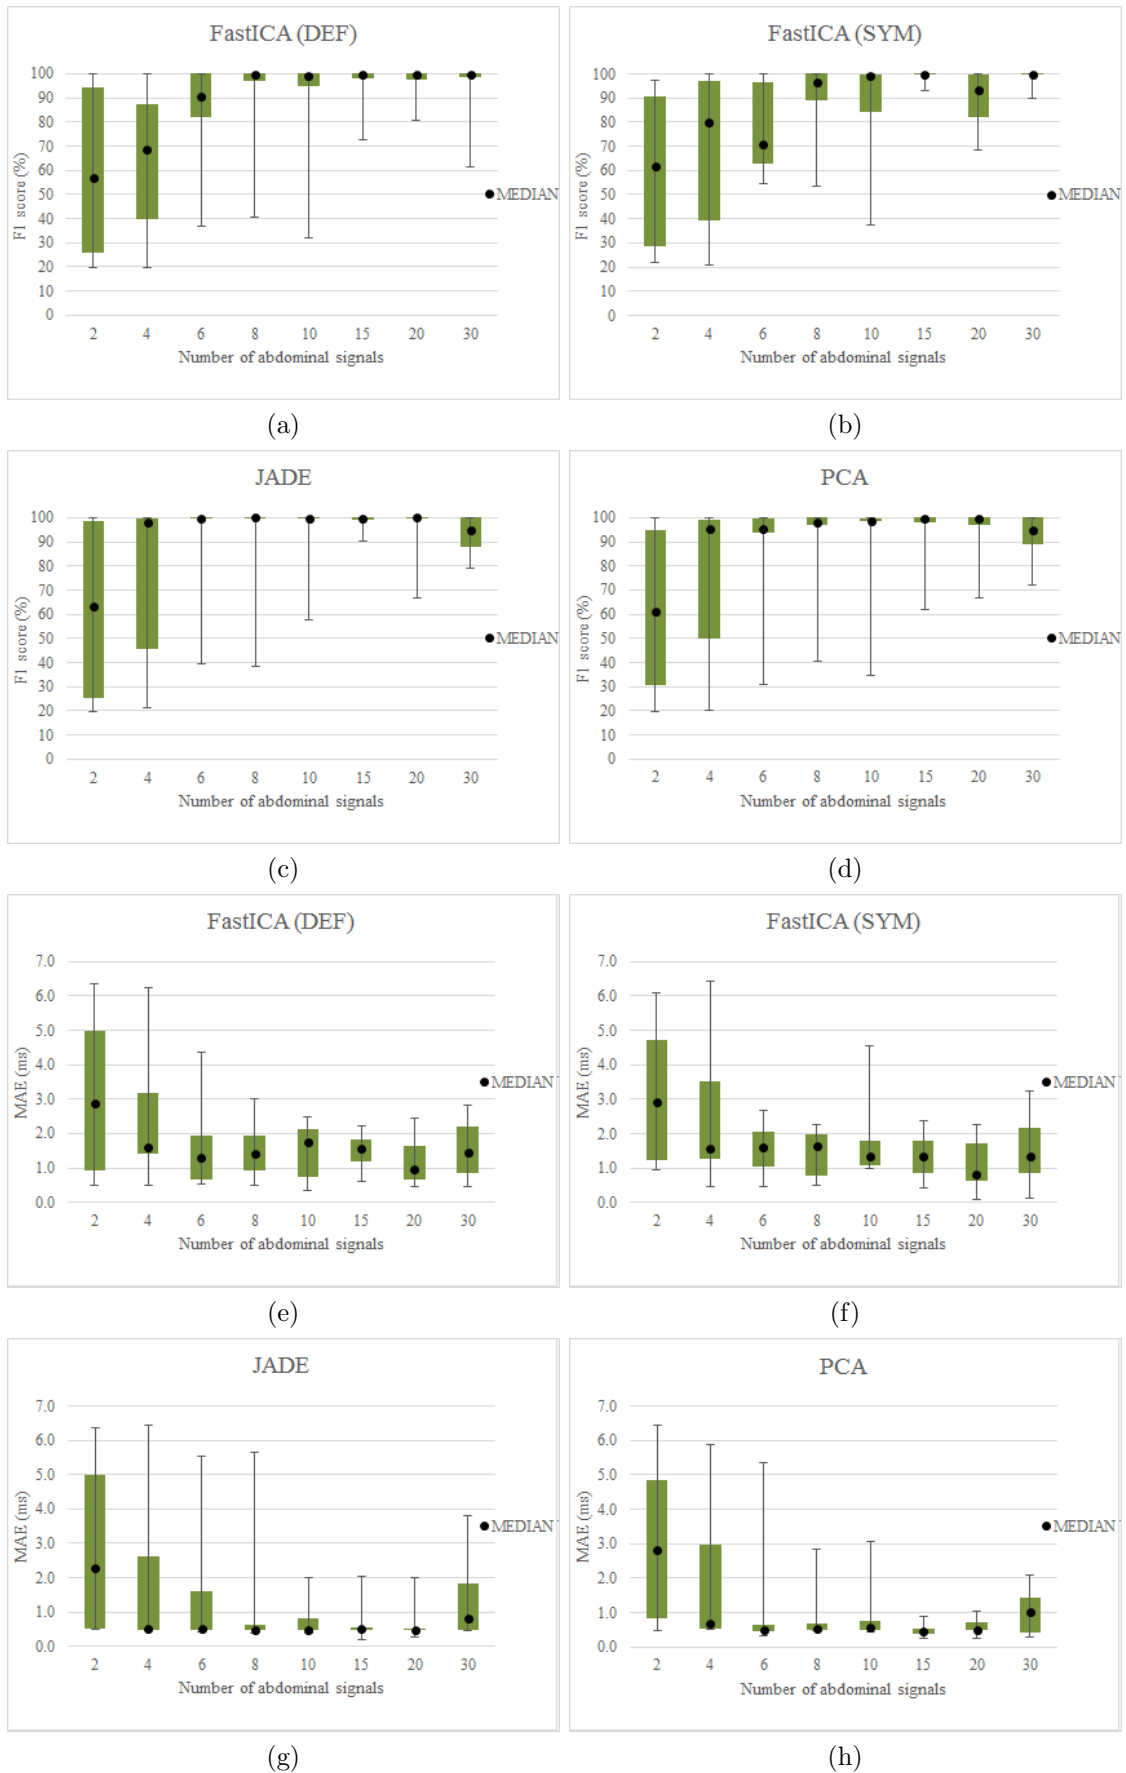 FastICA (DEF)
100
90
80
70
60
50
40
30
20
10
0
F1 score (%)
2 4 6 8 10 15 20 30
Number of abdominal signals
MEDIAN
(a)
FastICA (SYM)
100
90
80
70
60
50
40
30
20
10
0
F1 score (%)
2 4 6 8 10 15 20 30
Number of abdominal signals
MEDIAN
(b)
JADE
100
90
80
70
60
50
40
30
20
10
0
F1 score (%)
2 4 6 8 10 15 20 30
Number of abdominal signals
MEDIAN
(c)
PCA
100
90
80
70
60
50
40
30
20
10
0
F1 score (%)
2 4 6 8 10 15 20 30
Number of abdominal signals
MEDIAN
(d)
FastICA (DEF)
7.0
6.0
5.0
4.0
3.0
2.0
1.0
0.0
MAE (ms)
2 4 6 8 10 15 20 30
Number of abdominal signals
MEDIAN
(e)
FastICA (SYM)
7.0
6.0
5.0
4.0
3.0
2.0
1.0
0.0
MAE (ms)
2 4 6 8 10 15 20 30
Number of abdominal signals
MEDIAN
(f)
JADE
7.0
6.0
5.0
4.0
3.0
2.0
1.0
0.0
MAE (ms)
2 4 6 8 10 15 20 30
Number of abdominal signals
MEDIAN
(g)
PCA
7.0
6.0
5.0
4.0
3.0
2.0
1.0
0.0
MAE (ms)
2 4 6 8 10 15 20 30
Number of abdominal signals
MEDIAN
(h)